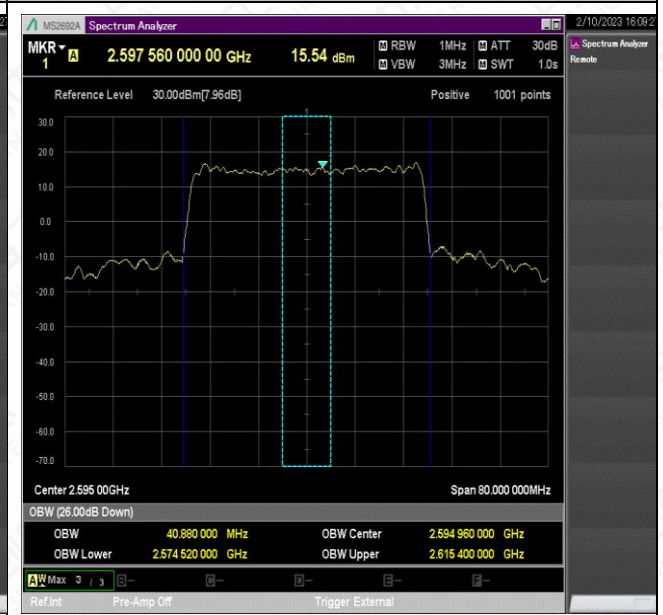 MS2692A Spectrum Analyzer
2/10/2023 16:09:2
MKR 1 A 2.597 560 000 00 GHz 15.54 dBm M RBW 1MHz M ATT 30dB
M VBW 3MHz M SWT 1.0s
Spectrum Analyzer
Remote
Reference Level 30.00dBm[7.96dB] Positive 1001 points
30.0
20.0
10.0
0.0
-10.0
-20.0
-30.0
-40.0
-50.0
-60.0
-70.0
Center 2.595 00GHz Span 80.000 000MHz
OBW (26.00dB Down)
OBW 40.880 000 MHz OBW Center 2.594 960 000 GHz
OBW Lower 2.574 520 000 GHz OBW Upper 2.615 400 000 GHz
A W Max 3 / 3 B- C- D- E- F-
Ref.Int Pre-Amp Off Trigger External